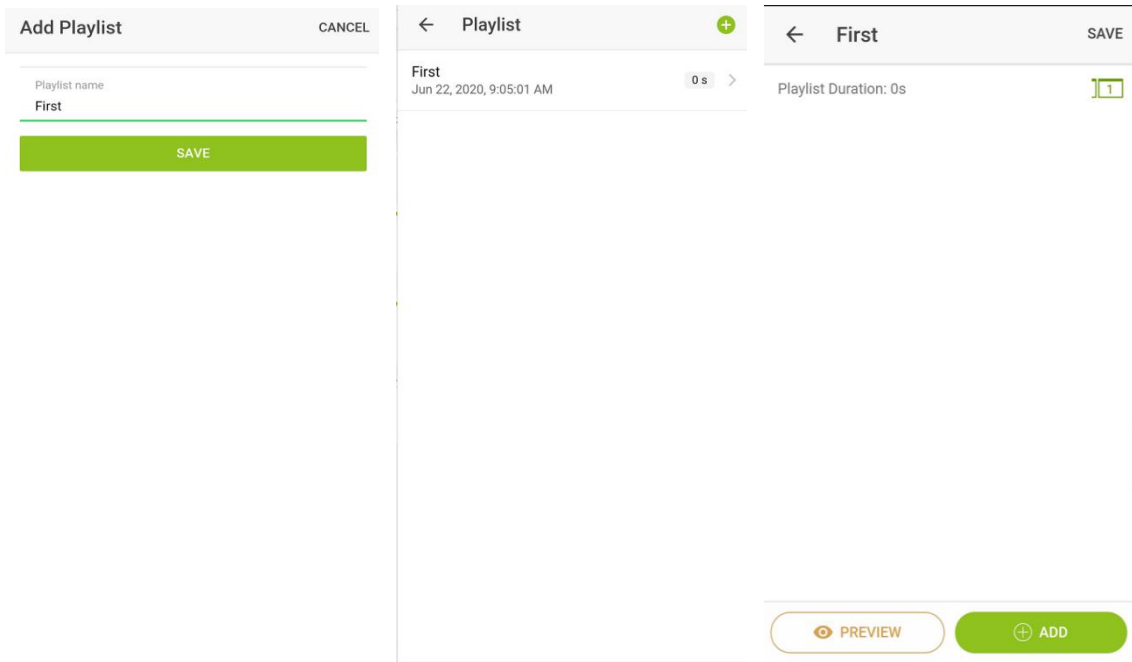 Add Playlist
CANCEL
Playlist name
First
SAVE
Playlist
First
Jun 22, 2020, 9:05:01 AM
0 s
First
SAVE
Playlist Duration: 0s
1
PREVIEW
ADD